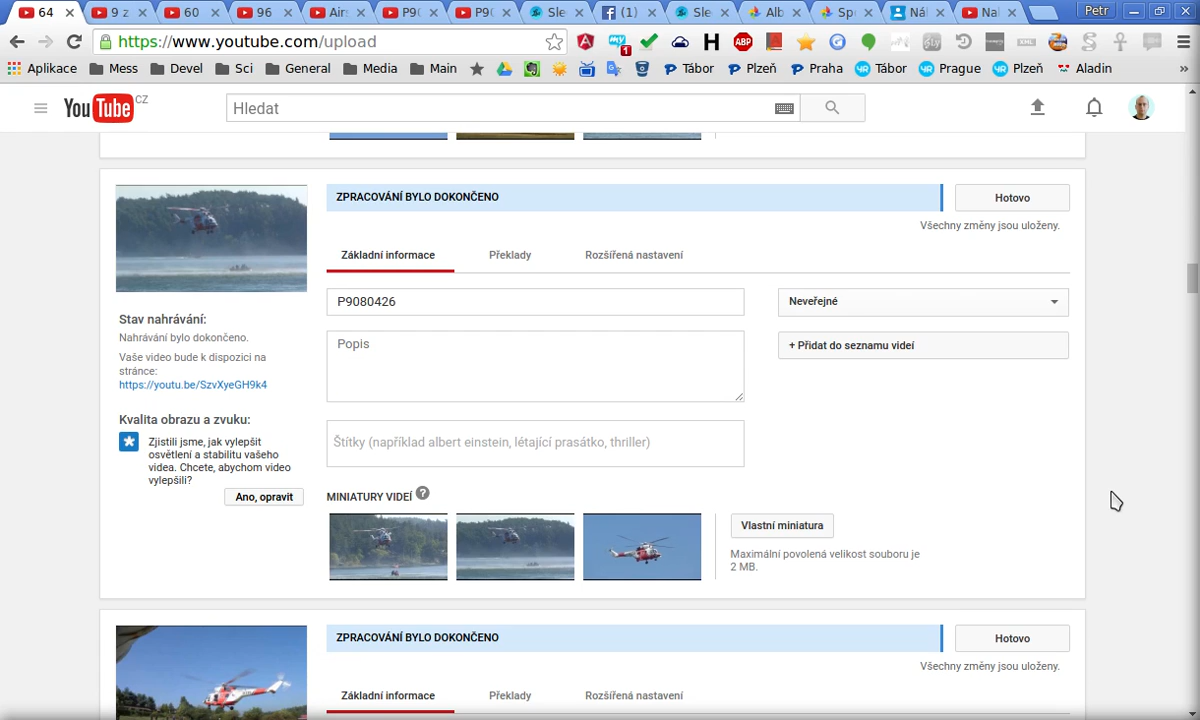 64
9 z
60
96
Airs
P90
P90
Sle
(1)
Sle
Alb
Sp
Nál
Nal
Petr
https://www.youtube.com/upload
Aplikace
Mess
Devel
Sci
General
Media
Main
Tábor
Plzeň
Praha
Tábor
Prague
Plzeň
Aladin
»
YouTube CZ
Hledat
ZPRACOVÁNÍ BYLO DOKONČENO
Hotovo
Všechny změny jsou uloženy.
Základní informace
Překlady
Rozšířená nastavení
P9080426
Neveřejné
Popis
+ Přidat do seznamu videí
Stav nahrávání:
Nahrávání bylo dokončeno.
Vaše video bude k dispozici na
stránce:
https://youtu.be/SzvXyeGH9k4
Kvalita obrazu a zvuku:
Zjistili jsme, jak vylepšit
osvětlení a stabilitu vašeho
videa. Chcete, abychom video
vylepšili?
Ano, opravit
Štítky (například albert einstein, létající prasátko, thriller)
MINIATURY VIDEÍ ?
Vlastní miniatura
Maximální povolená velikost souboru je
2 MB.
ZPRACOVÁNÍ BYLO DOKONČENO
Hotovo
Všechny změny jsou uloženy.
Základní informace
Překlady
Rozšířená nastavení